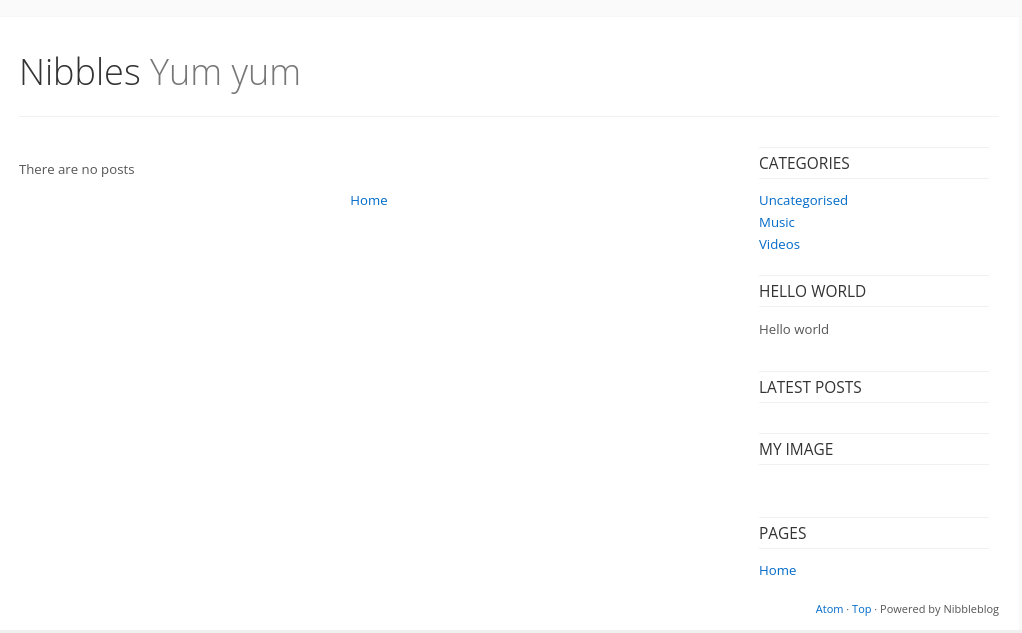 Nibbles Yum yum
There are no posts
Home
CATEGORIES
Uncategorised
Music
Videos
HELLO WORLD
Hello world
LATEST POSTS
MY IMAGE
PAGES
Home
Atom · Top · Powered by Nibbleblog